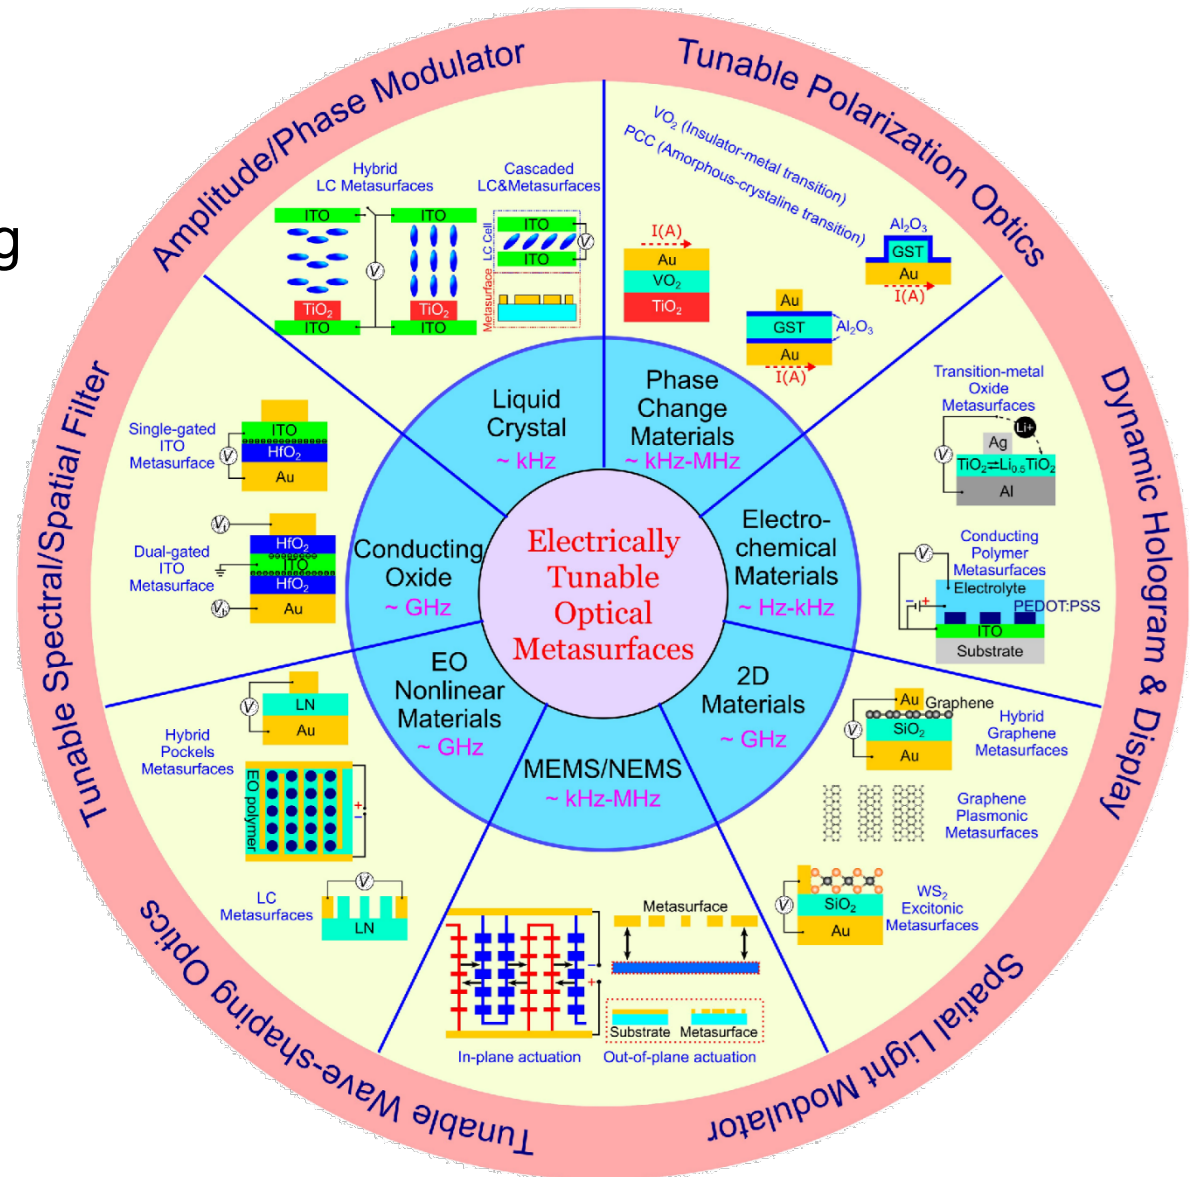 g
Amplitude/Phase Modulator
Tunable Polarization Optics
Dynamic Hologram & Display
Spatial Light Modulator
Tunable Wave-shaping Optics
Tunable Spectral/Spatial Filter
Electrically
Tunable
Optical
Metasurfaces
Liquid
Crystal
~ kHz
Phase
Change
Materials
~ kHz-MHz
Electro-
chemical
Materials
~ Hz-kHz
2D
Materials
~ GHz
MEMS/NEMS
~ kHz-MHz
EO
Nonlinear
Materials
~ GHz
Conducting
Oxide
~ GHz
Hybrid
LC Metasurfaces
ITO
ITO
V
TiO₂
TiO₂
ITO
ITO
Cascaded
LC&Metasurfaces
LC Cell
ITO
V
ITO
Metasurface
VO₂ (Insulator-metal transition)
PCC (Amorphous-crystaline transition)
I(A)
Au
VO₂
TiO₂
Au
GST
Al₂O₃
Au
I(A)
Al₂O₃
GST
Au
I(A)
Transition-metal
Oxide
Metasurfaces
Li+
V
Ag
TiO₂⇌Li₀.₅TiO₂
Al
Conducting
Polymer
Metasurfaces
V
Electrolyte
− +
PEDOT:PSS
ITO
Substrate
Au
Graphene
V
SiO₂
Au
Hybrid
Graphene
Metasurfaces
Graphene
Plasmonic
Metasurfaces
V
SiO₂
Au
WS₂
Excitonic
Metasurfaces
−
+
In-plane actuation
Metasurface
Substrate
Metasurface
Out-of-plane actuation
Hybrid
Pockels
Metasurfaces
V
LN
Au
EO polymer
+
−
LC
Metasurfaces
V
LN
Single-gated
ITO
Metasurface
V
ITO
HfO₂
Au
Dual-gated
ITO
Metasurface
Vₜ
HfO₂
ITO
HfO₂
V_b
Au